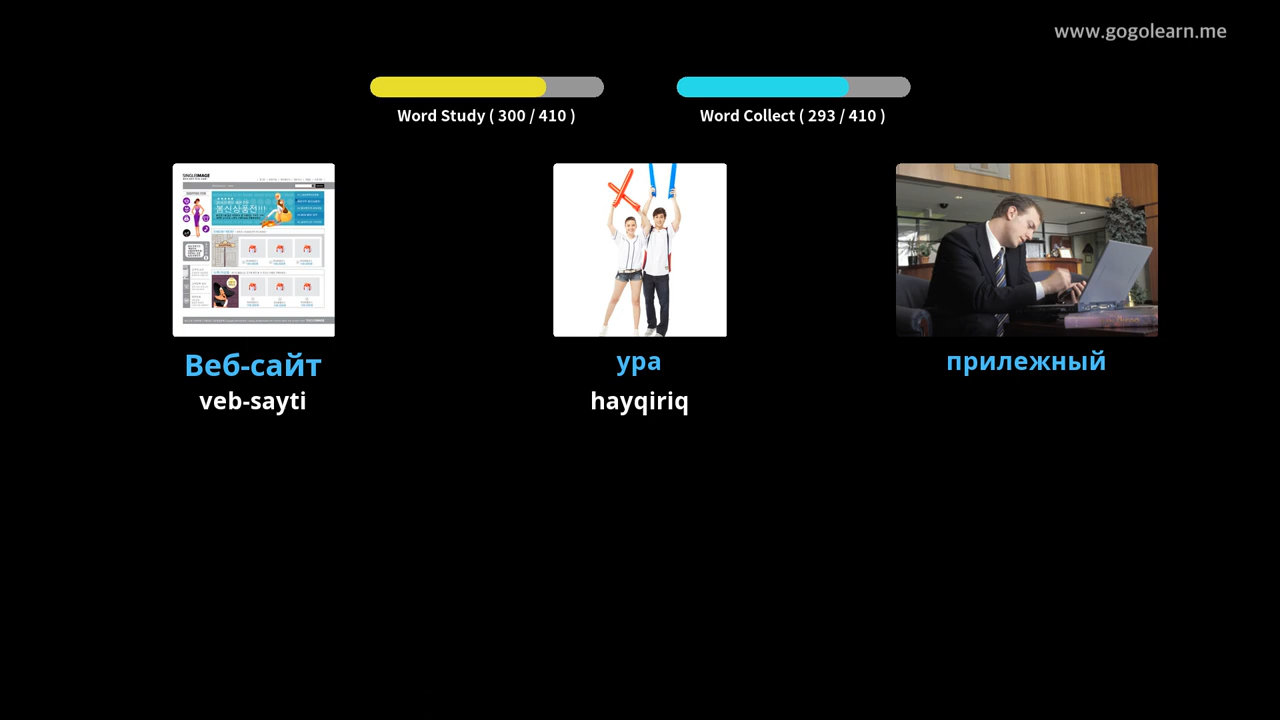 www.gogolearn.me
Word Study ( 300 / 410 )
Word Collect ( 293 / 410 )
Веб-сайт
ура
прилежный
veb-sayti
hayqiriq